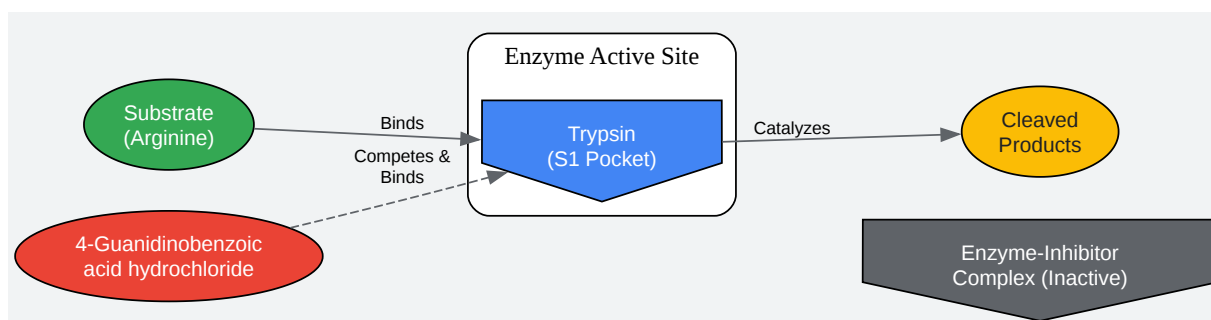 Enzyme Active Site
Substrate
(Arginine)
Binds
Trypsin
(S1 Pocket)
Catalyzes
Cleaved
Products
Competes &
Binds
4-Guanidinobenzoic
acid hydrochloride
Enzyme-Inhibitor
Complex (Inactive)